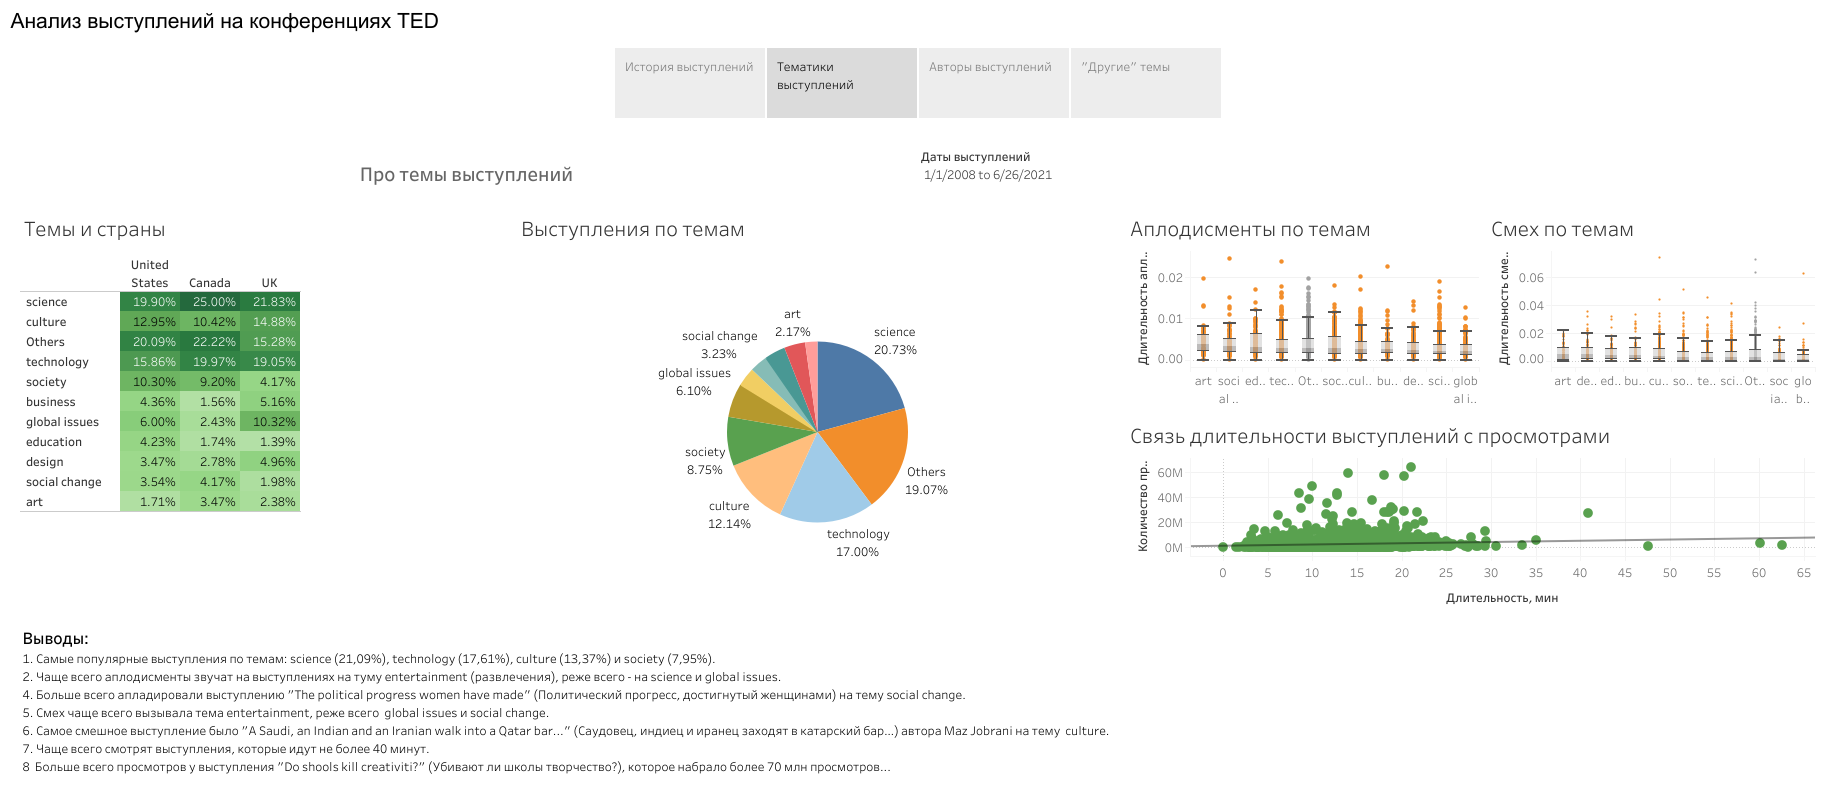 Анализ выступлений на конференциях TED
История выступлений
Тематики
выступлений
Авторы выступлений
"Другие" темы
Про темы выступлений
Даты выступлений
1/1/2008 to 6/26/2021
Темы и страны
United
States Canada UK
science 19.90% 25.00% 21.83%
culture 12.95% 10.42% 14.88%
Others 20.09% 22.22% 15.28%
technology 15.86% 19.97% 19.05%
society 10.30% 9.20% 4.17%
business 4.36% 1.56% 5.16%
global issues 6.00% 2.43% 10.32%
education 4.23% 1.74% 1.39%
design 3.47% 2.78% 4.96%
social change 3.54% 4.17% 1.98%
art 1.71% 3.47% 2.38%
Выступления по темам
art
2.17%
science
20.73%
social change
3.23%
global issues
6.10%
society
8.75%
Others
19.07%
culture
12.14%
technology
17.00%
Аплодисменты по темам
Длительность апл..
0.02
0.01
0.00
art soci ed.. tec.. Ot.. soc.. cul.. bu.. de.. sci.. glob
al .. al i..
Смех по темам
Длительность сме..
0.06
0.04
0.02
0.00
art de.. ed.. bu.. cu.. so.. te.. sci.. Ot.. soc glo
ia.. b..
Связь длительности выступлений с просмотрами
Количество пр..
60M
40M
20M
0M
0 5 10 15 20 25 30 35 40 45 50 55 60 65
Длительность, мин
Выводы:
1. Самые популярные выступления по темам: science (21,09%), technology (17,61%), culture (13,37%) и society (7,95%).
2. Чаще всего аплодисменты звучат на выступлениях на туму entertainment (развлечения), реже всего - на science и global issues.
4. Больше всего апладировали выступлению "The political progress women have made" (Политический прогресс, достигнутый женщинами) на тему social change.
5. Смех чаще всего вызывала тема entertainment, реже всего  global issues и social change.
6. Самое смешное выступление было "A Saudi, an Indian and an Iranian walk into a Qatar bar..." (Саудовец, индиец и иранец заходят в катарский бар...) автора Maz Jobrani на тему  culture.
7. Чаще всего смотрят выступления, которые идут не более 40 минут.
8  Больше всего просмотров у выступления "Do shools kill creativiti?" (Убивают ли школы творчество?), которое набрало более 70 млн просмотров...